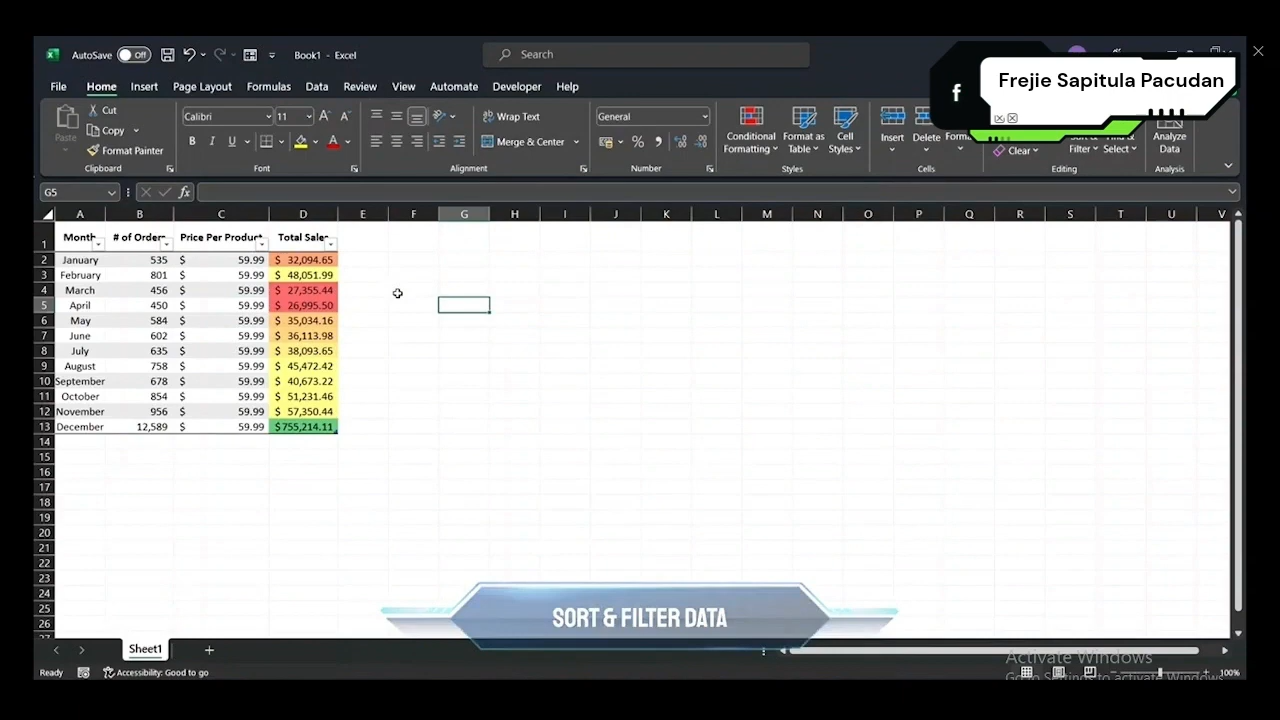 AutoSave Off Book1 - Excel Search
Frejie Sapitula Pacudan
File Home Insert Page Layout Formulas Data Review View Automate Developer Help
Paste Cut Copy Format Painter Clipboard
Calibri 11 B I U Font
Wrap Text Merge & Center Alignment
General % Number
Conditional Formatting Format as Table Cell Styles Styles
Insert Delete Cells
Clear Filter Select Editing
Analyze Data Analysis
G5 fx
A B C D E F G H I J K L M N O P Q R S T U V
1 Month # of Orders Price Per Product Total Sales
2 January 535 $ 59.99 $ 32,094.65
3 February 801 $ 59.99 $ 48,051.99
4 March 456 $ 59.99 $ 27,355.44
5 April 450 $ 59.99 $ 26,995.50
6 May 584 $ 59.99 $ 35,034.16
7 June 602 $ 59.99 $ 36,113.98
8 July 635 $ 59.99 $ 38,093.65
9 August 758 $ 59.99 $ 45,472.42
10 September 678 $ 59.99 $ 40,673.22
11 October 854 $ 59.99 $ 51,231.46
12 November 956 $ 59.99 $ 57,350.44
13 December 12,589 $ 59.99 $755,214.11
14
15
16
17
18
19
20
21
22
23
24
25
26
SORT & FILTER DATA
Sheet1
Activate Windows
Go to Settings to activate Windows.
Ready Accessibility: Good to go 100%